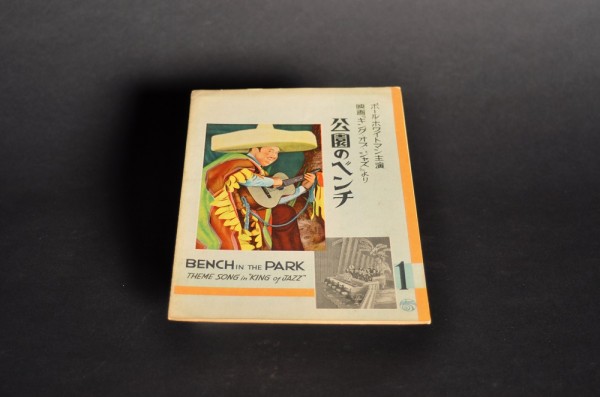 ポール・ホワイトマン主演
映画「キング・オブ・ジャズ」より
公園のベンチ
BENCH IN THE PARK
THEME SONG in "KING of JAZZ"
1